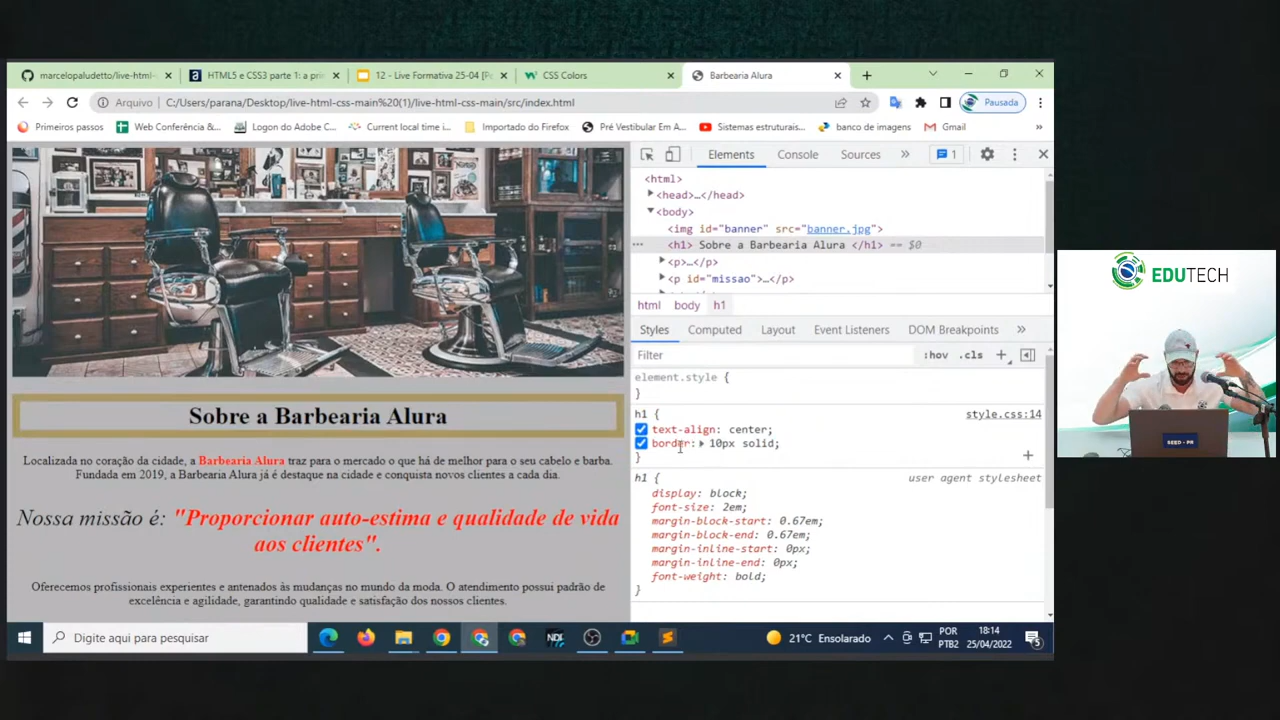 marcelopaludetto/live-html-
HTML5 e CSS3 parte 1: a prir
12 - Live Formativa 25-04 [Po
CSS Colors
Barbearia Alura
Arquivo
C:/Users/parana/Desktop/live-html-css-main%20(1)/live-html-css-main/src/index.html
Pausada
Primeiros passos
Web Conferência &...
Logon do Adobe C...
Current local time i...
Importado do Firefox
Pré Vestibular Em A...
Sistemas estruturais...
banco de imagens
Gmail
»
Elements
Console
Sources
»
1
<html>
<head>…</head>
<body>
<img id="banner" src="banner.jpg">
<h1> Sobre a Barbearia Alura </h1> == $0
<p>…</p>
<p id="missao">…</p>
html body h1
Styles
Computed
Layout
Event Listeners
DOM Breakpoints
»
Filter
:hov .cls
element.style {
}
h1 {
style.css:14
text-align: center;
border: 10px solid;
}
h1 {
user agent stylesheet
display: block;
font-size: 2em;
margin-block-start: 0.67em;
margin-block-end: 0.67em;
margin-inline-start: 0px;
margin-inline-end: 0px;
font-weight: bold;
}
Sobre a Barbearia Alura
Localizada no coração da cidade, a Barbearia Alura traz para o mercado o que há de melhor para o seu cabelo e barba.
Fundada em 2019, a Barbearia Alura já é destaque na cidade e conquista novos clientes a cada dia.
Nossa missão é: "Proporcionar auto-estima e qualidade de vida
aos clientes".
Oferecemos profissionais experientes e antenados às mudanças no mundo da moda. O atendimento possui padrão de
excelência e agilidade, garantindo qualidade e satisfação dos nossos clientes.
Digite aqui para pesquisar
NDI
21°C Ensolarado
POR
PTB2
18:14
25/04/2022
5
EDUTECH
SEED - PR